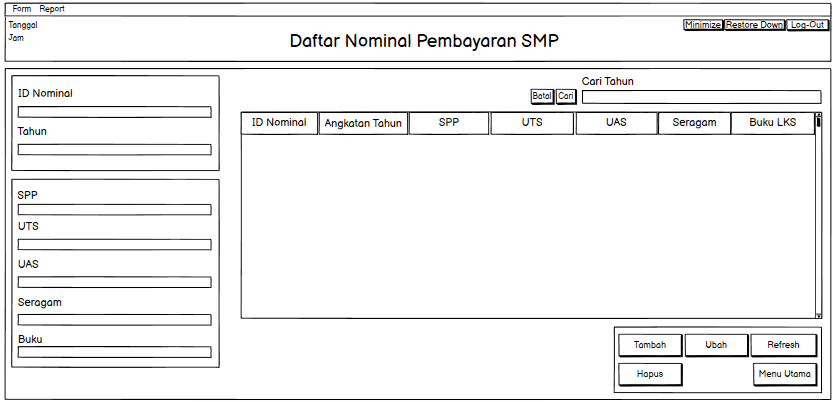 Form Report
Tanggal
Jam
Minimize Restore Down Log-Out
Daftar Nominal Pembayaran SMP
ID Nominal
Tahun
SPP
UTS
UAS
Seragam
Buku
Cari Tahun
Batal Cari
ID Nominal Angkatan Tahun SPP UTS UAS Seragam Buku LKS
Tambah Ubah Refresh
Hapus Menu Utama